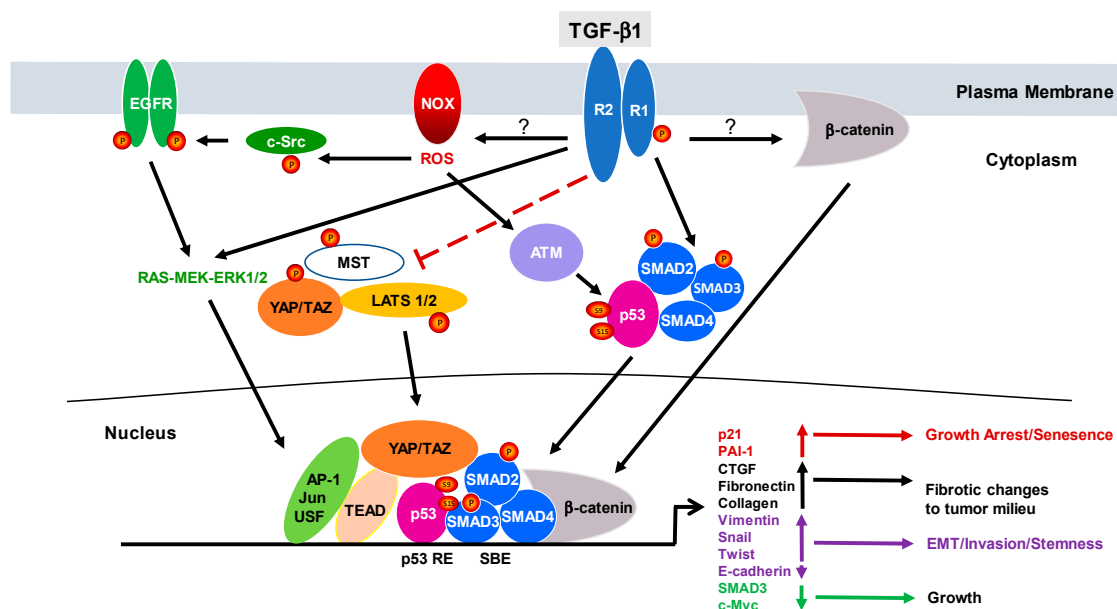 TGF-β1
EGFR
NOX
R2
R1
Plasma Membrane
P
P
c-Src
P
ROS
?
P
?
β-catenin
Cytoplasm
P
MST
ATM
P
SMAD2
P
SMAD3
RAS-MEK-ERK1/2
P
YAP/TAZ
LATS 1/2
P
S9
S15
p53
SMAD4
Nucleus
YAP/TAZ
P
AP-1
Jun
USF
TEAD
p53
S9
S15
P
SMAD2
SMAD3
SMAD4
β-catenin
p53 RE
SBE
p21
PAI-1
Growth Arrest/Senesence
CTGF
Fibronectin
Collagen
Fibrotic changes
to tumor milieu
Vimentin
Snail
Twist
E-cadherin
EMT/Invasion/Stemness
SMAD3
c-Myc
Growth